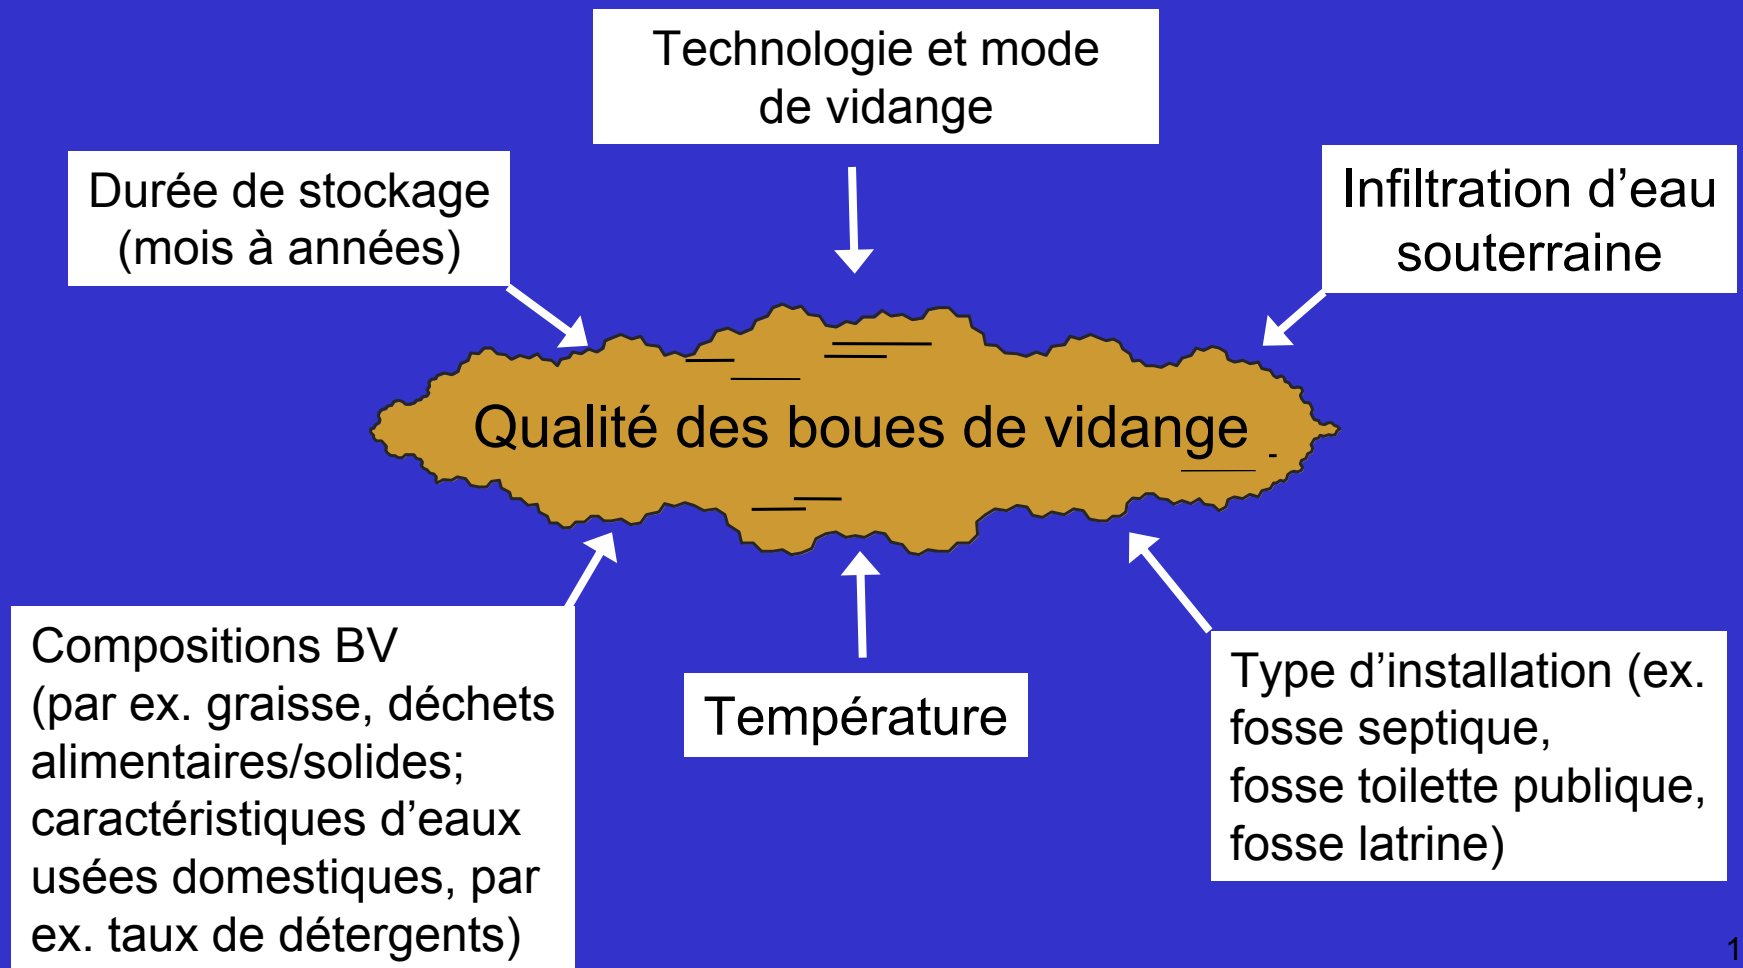 Technologie et mode
de vidange
Durée de stockage
(mois à années)
Infiltration d’eau
souterraine
Qualité des boues de vidange
Compositions BV
(par ex. graisse, déchets
alimentaires/solides;
caractéristiques d’eaux
usées domestiques, par
ex. taux de détergents)
Température
Type d’installation (ex.
fosse septique,
fosse toilette publique,
fosse latrine)
1